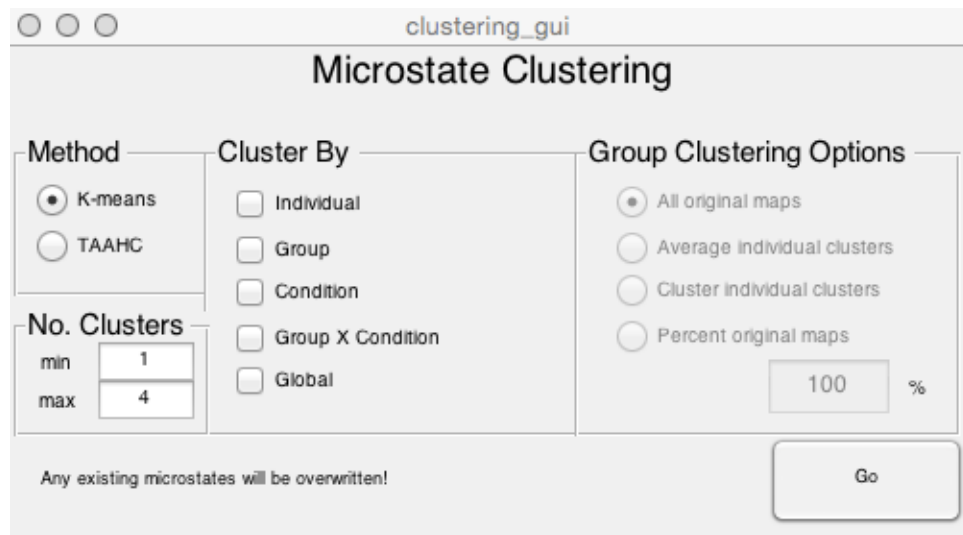 clustering_gui
Microstate Clustering
Method
K-means
TAAHC
No. Clusters
min 1
max 4
Cluster By
Individual
Group
Condition
Group X Condition
Global
Group Clustering Options
All original maps
Average individual clusters
Cluster individual clusters
Percent original maps
100 %
Any existing microstates will be overwritten!
Go